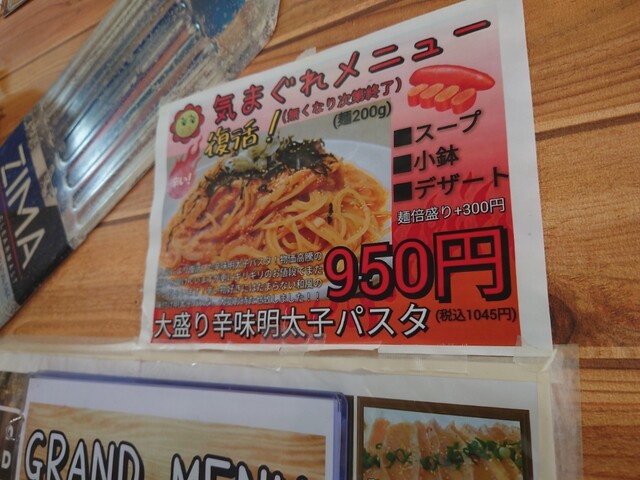 気まぐれメニュー
(無くなり次第終了)
復活！
(麺200g)
辛い！
■スープ
■小鉢
■デザート
麺倍盛り+300円
950円
大盛り辛味明太子パスタ
(税込1045円)
ZIMA
GRAND MENU